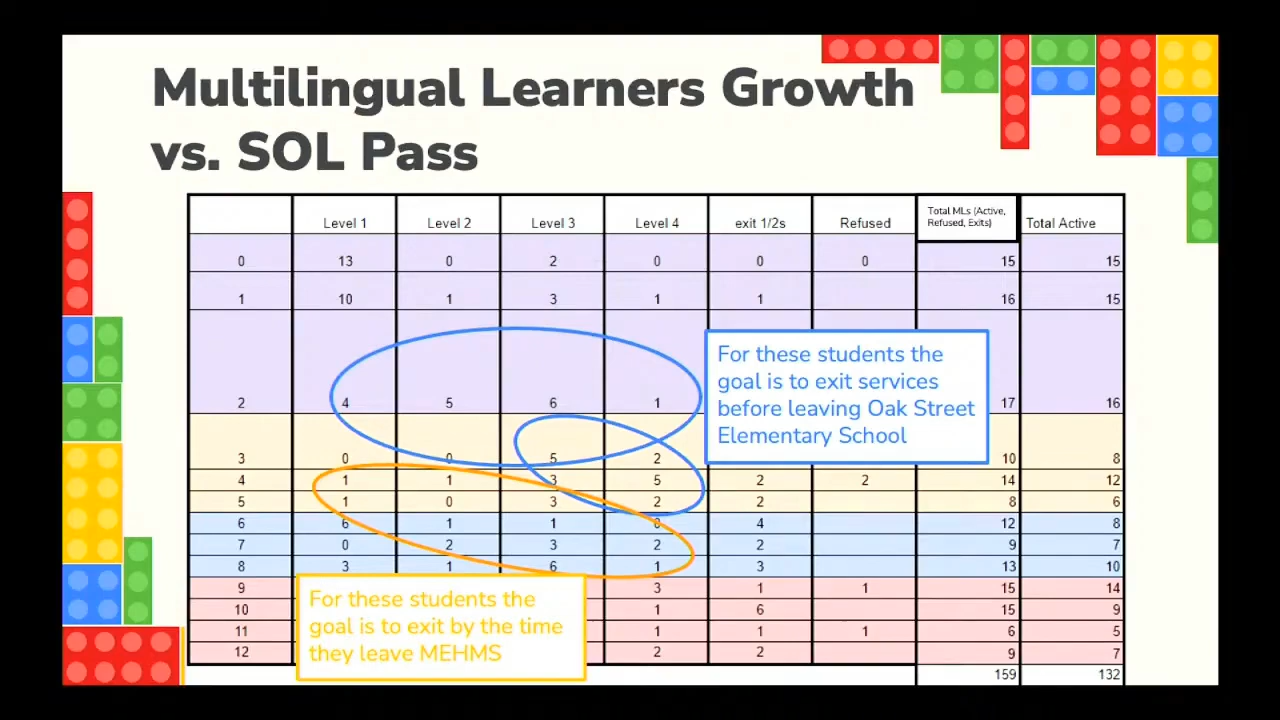 Multilingual Learners Growth
vs. SOL Pass
Level 1 Level 2 Level 3 Level 4 exit 1/2s Refused Total MLs (Active, Refused, Exits) Total Active
0 13 0 2 0 0 0 15 15
1 10 1 3 1 1 16 15
2 4 5 6 1 17 16
3 0 0 5 2 10 8
4 1 1 3 5 2 2 14 12
5 1 0 3 2 2 8 6
6 6 1 1 0 4 12 8
7 0 2 3 2 2 9 7
8 3 1 6 1 3 13 10
9 3 1 1 15 14
10 1 6 15 9
11 1 1 1 6 5
12 2 2 9 7
159 132
For these students the
goal is to exit services
before leaving Oak Street
Elementary School
For these students the
goal is to exit by the time
they leave MEHMS